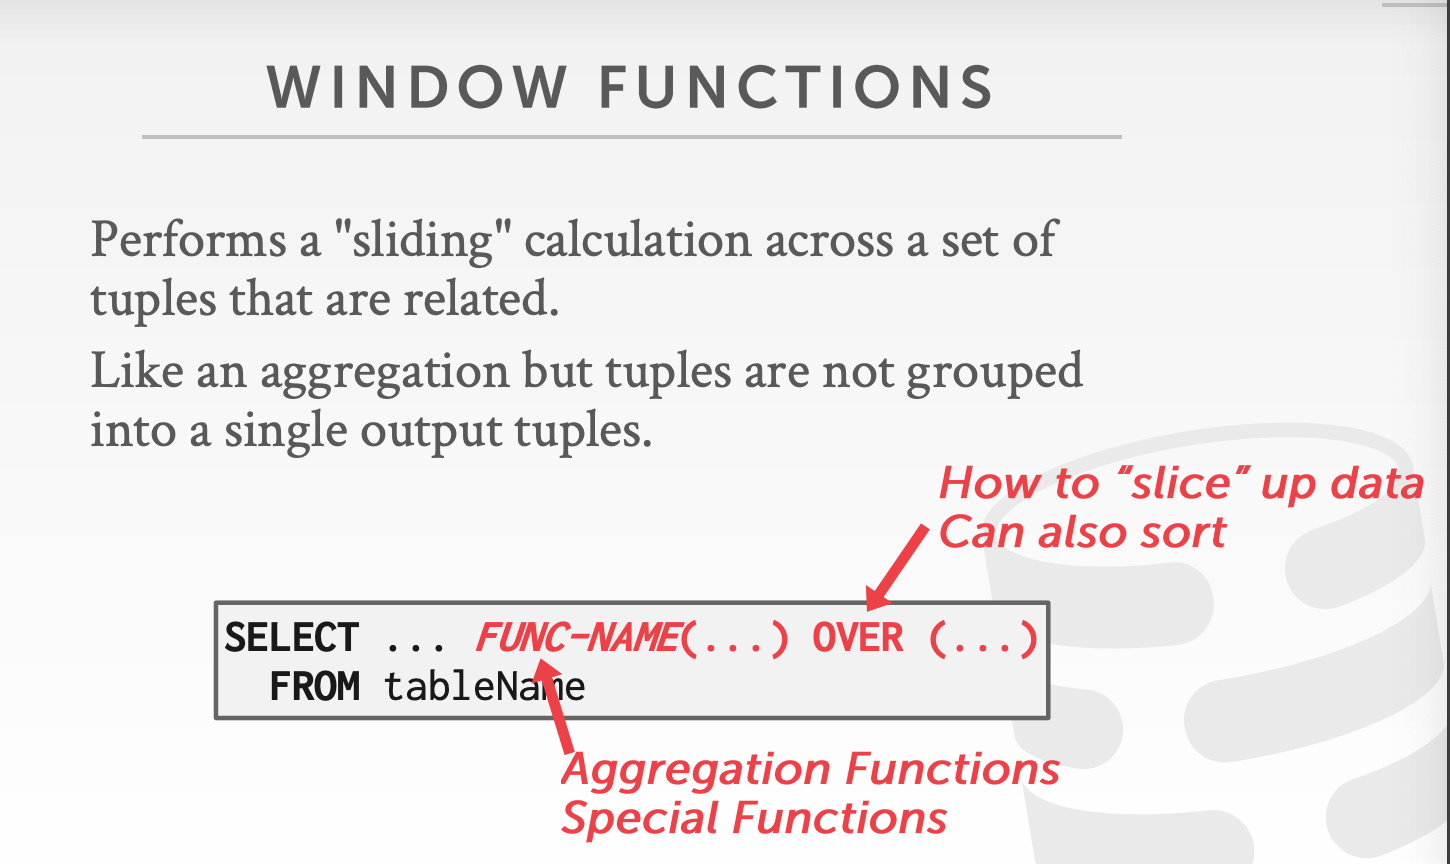 WINDOW FUNCTIONS
Performs a "sliding" calculation across a set of
tuples that are related.
Like an aggregation but tuples are not grouped
into a single output tuples.
How to “slice” up data
Can also sort
SELECT ... FUNC-NAME(...) OVER (...)
FROM tableName
Aggregation Functions
Special Functions